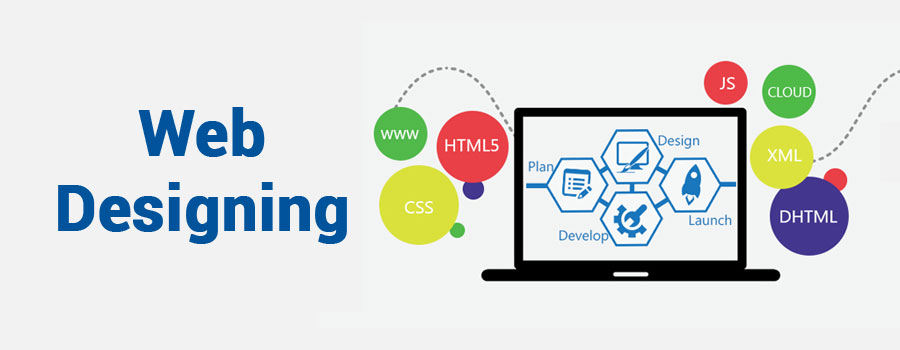 Web
Designing
WWW
HTML5
CSS
Plan
Design
Develop
Launch
JS
CLOUD
XML
DHTML